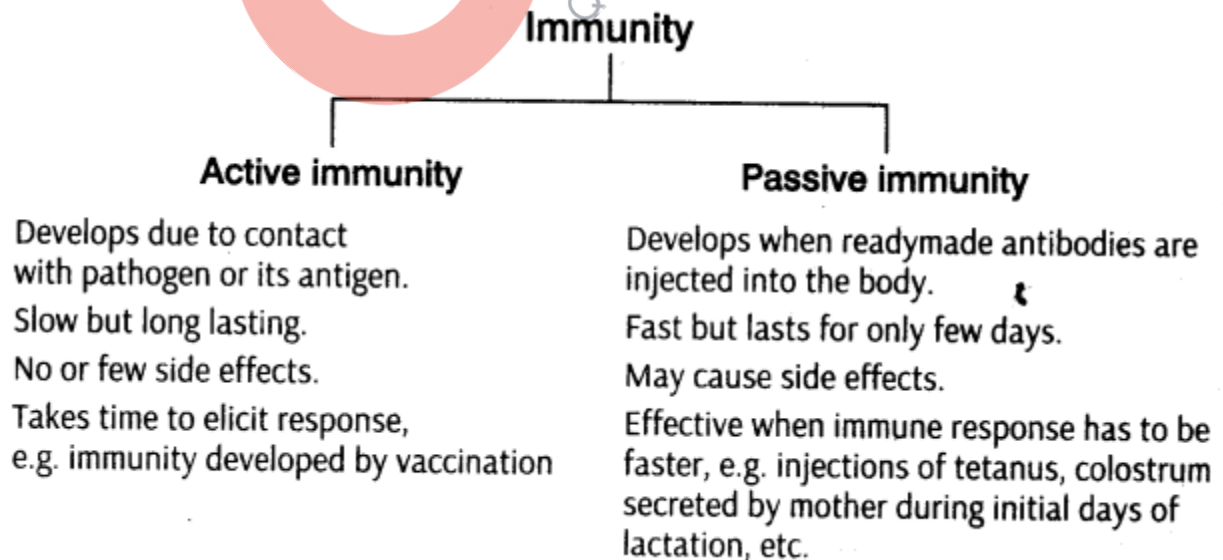 Immunity
Active immunity
Develops due to contact
with pathogen or its antigen.
Slow but long lasting.
No or few side effects.
Takes time to elicit response,
e.g. immunity developed by vaccination
Passive immunity
Develops when readymade antibodies are
injected into the body.
Fast but lasts for only few days.
May cause side effects.
Effective when immune response has to be
faster, e.g. injections of tetanus, colostrum
secreted by mother during initial days of
lactation, etc.